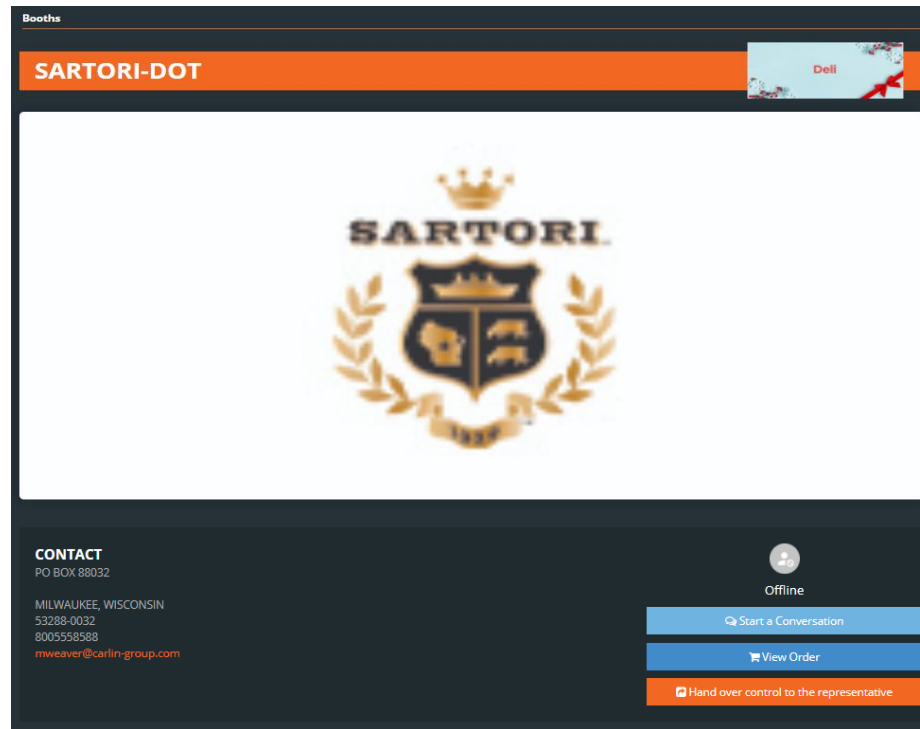 Booths
SARTORI-DOT
Deli
SARTORI
CONTACT
PO BOX 88032
MILWAUKEE, WISCONSIN
53288-0032
8005558588
mweaver@carlin-group.com
Offline
Start a Conversation
View Order
Hand over control to the representative